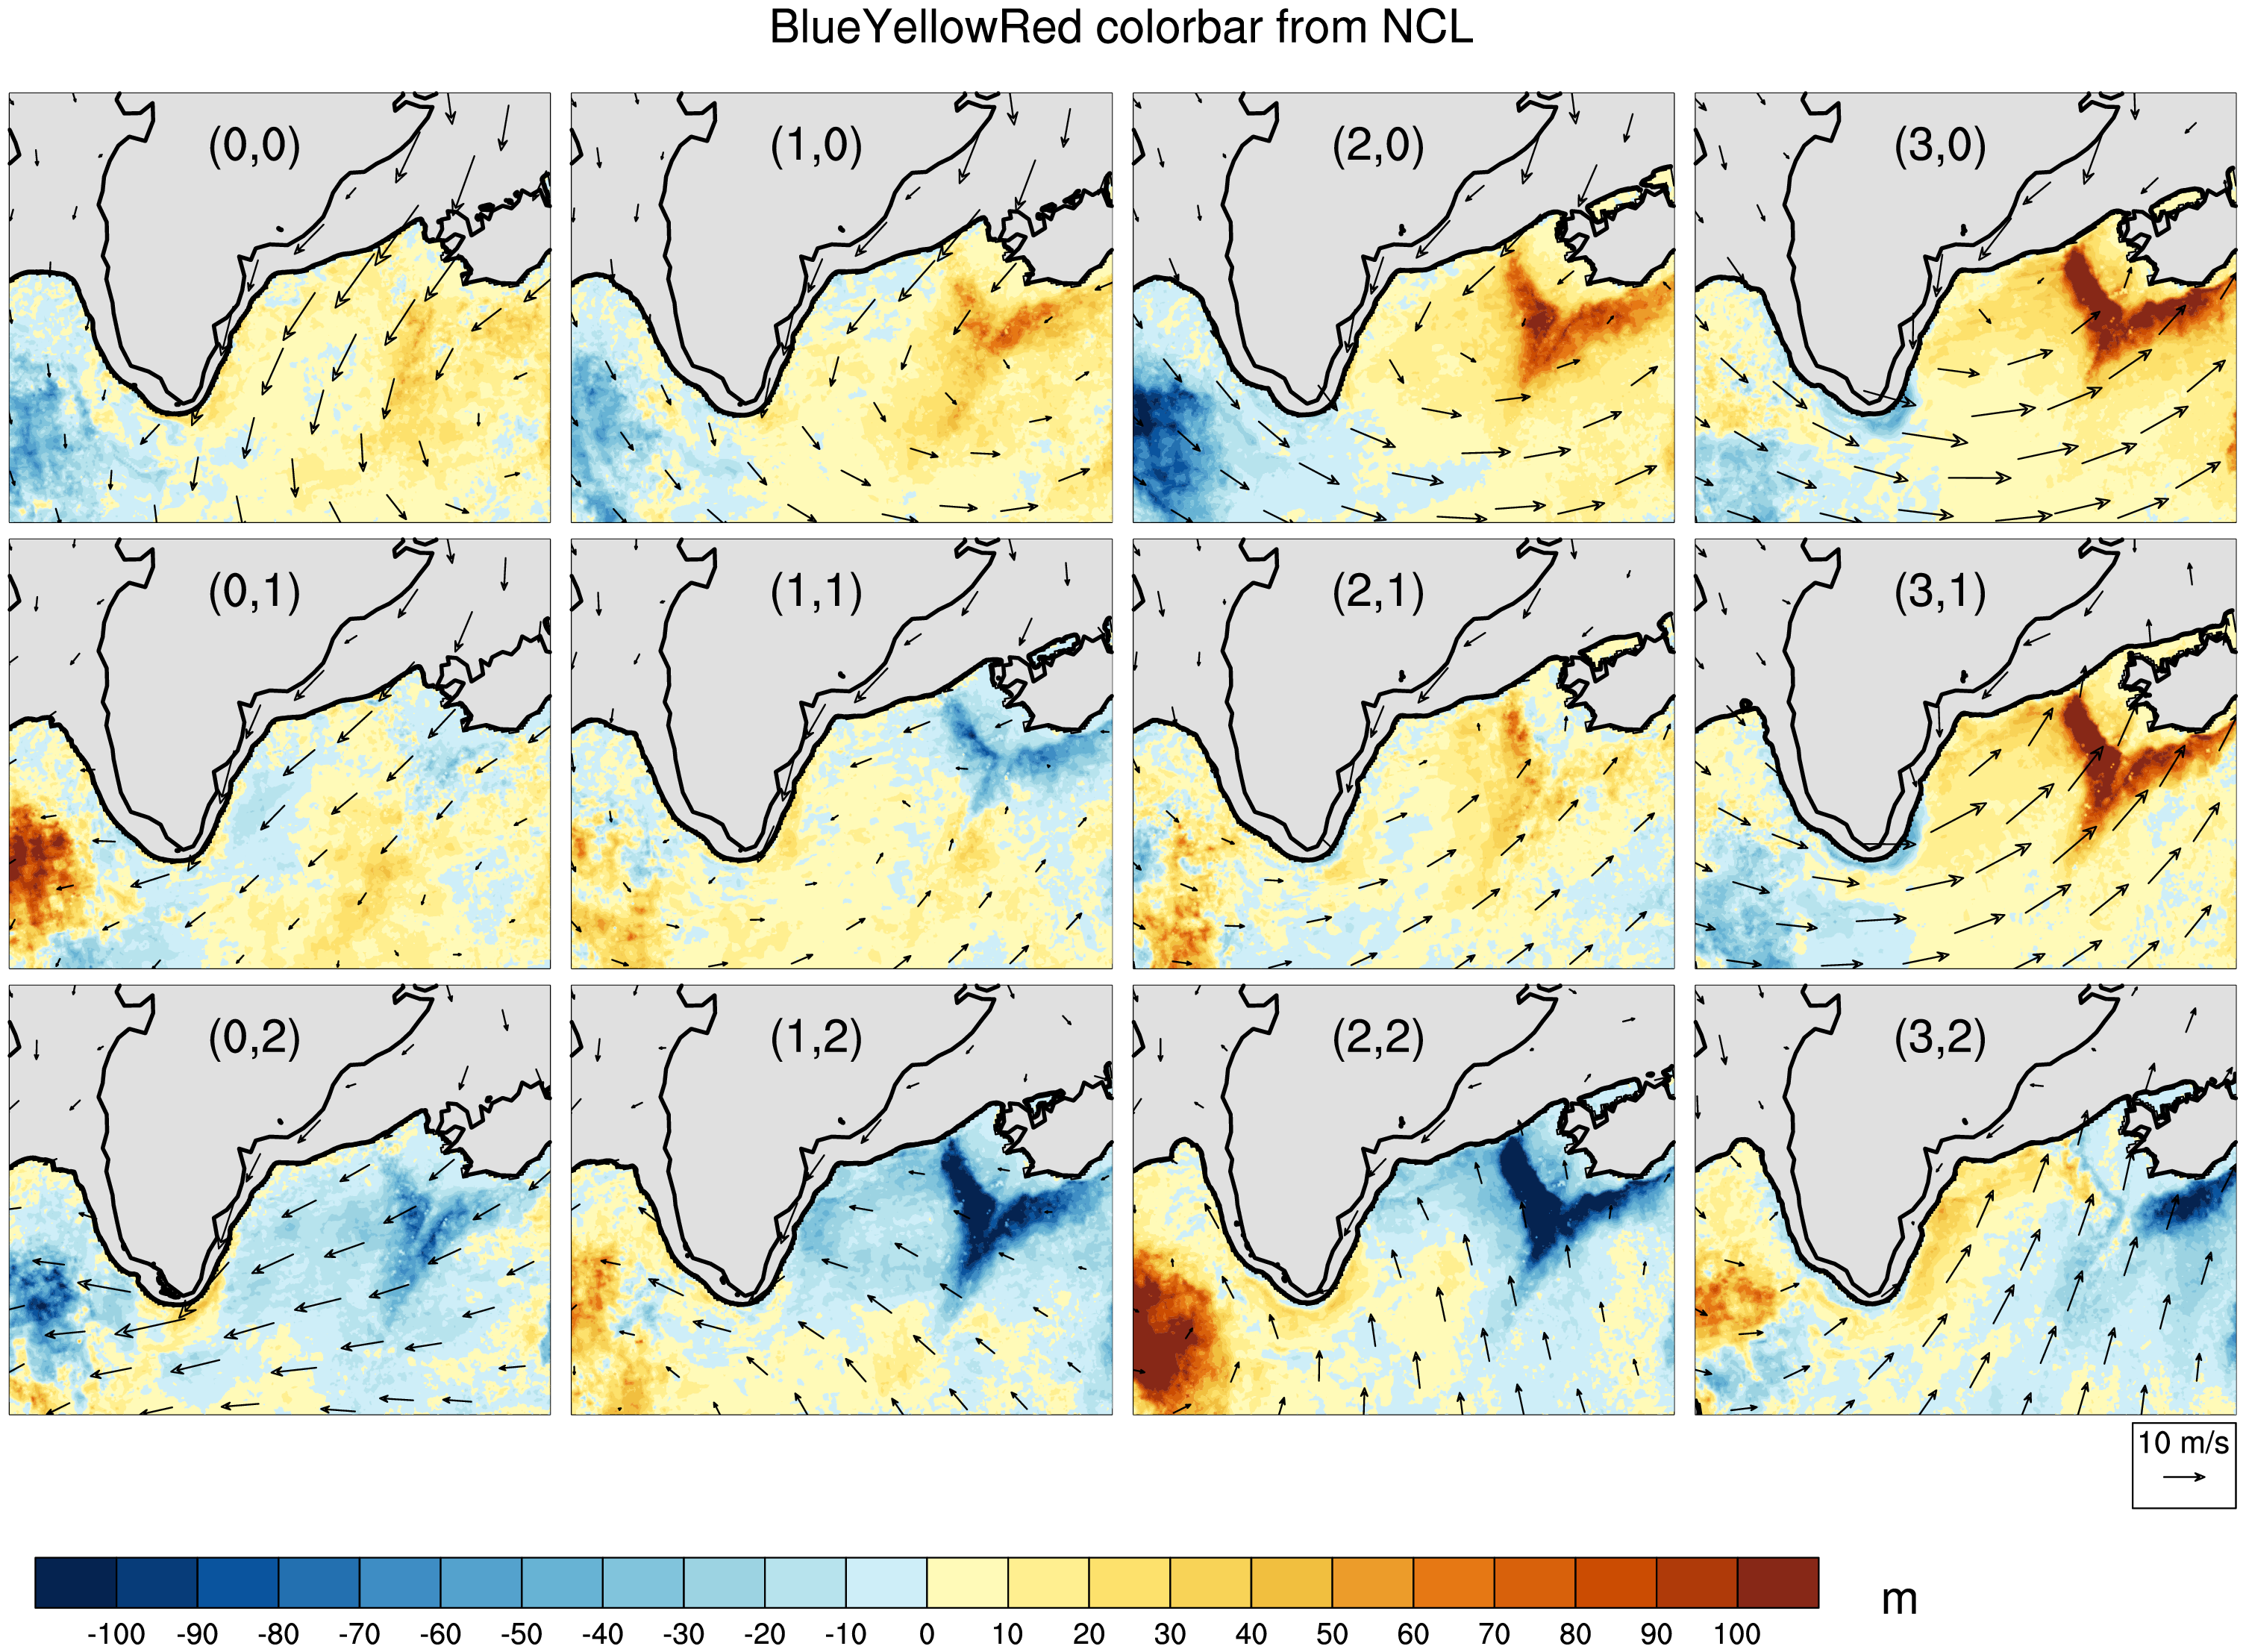 BlueYellowRed colorbar from NCL
(0,0) (1,0) (2,0) (3,0)
(0,1) (1,1) (2,1) (3,1)
(0,2) (1,2) (2,2) (3,2)
10 m/s
-100 -90 -80 -70 -60 -50 -40 -30 -20 -10 0 10 20 30 40 50 60 70 80 90 100
m